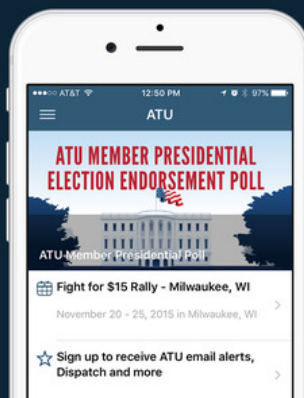 AT&T 12:50 PM 97%
ATU
ATU MEMBER PRESIDENTIAL
ELECTION ENDORSEMENT POLL
ATU Member Presidential Poll
Fight for $15 Rally - Milwaukee, WI
November 20 - 25, 2015 in Milwaukee, WI
Sign up to receive ATU email alerts,
Dispatch and more